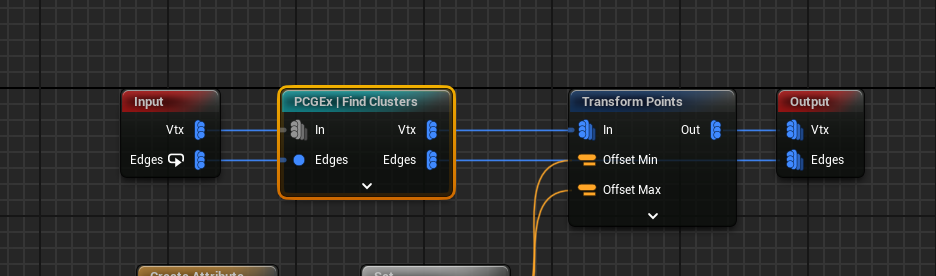 Input
Vtx
Edges
PCGEx | Find Clusters
In
Vtx
Edges
Edges
Transform Points
In
Out
Offset Min
Offset Max
Output
Vtx
Edges
Create Attribute
Set